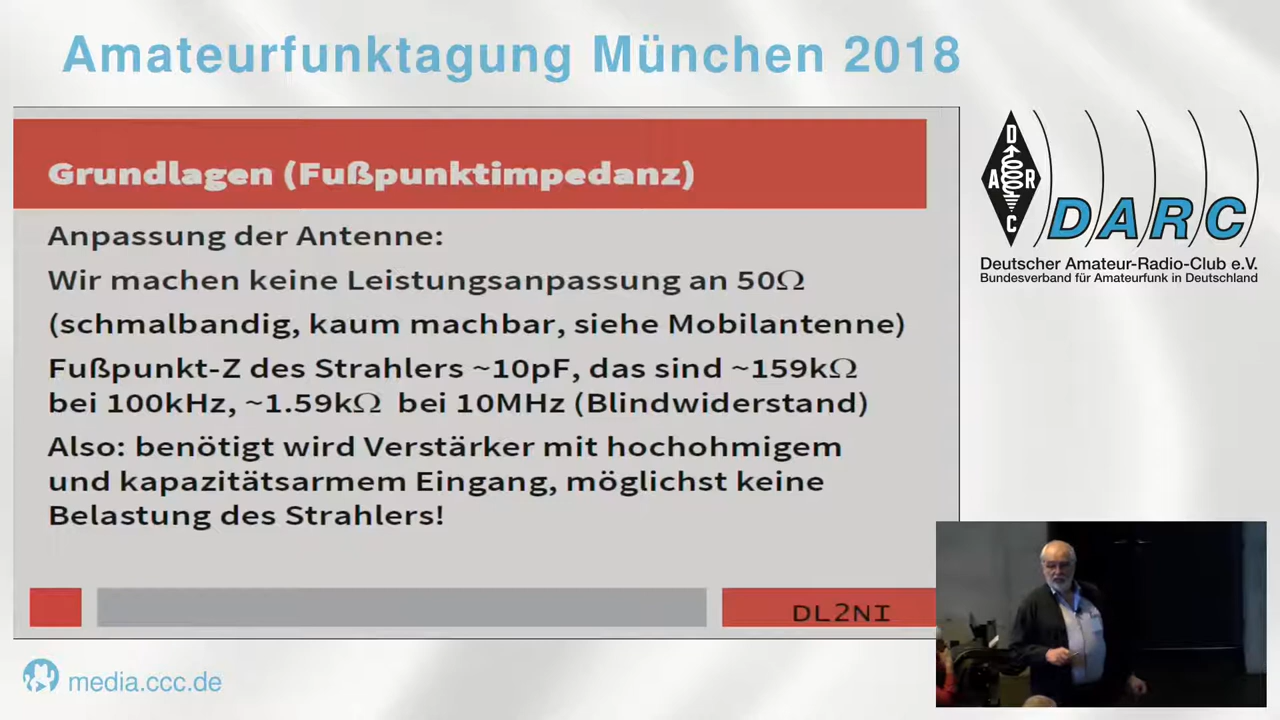 Amateurfunktagung München 2018
Grundlagen (Fußpunktimpedanz)
Anpassung der Antenne:
Wir machen keine Leistungsanpassung an 50Ω
(schmalbandig, kaum machbar, siehe Mobilantenne)
Fußpunkt-Z des Strahlers ~10pF, das sind ~159kΩ
bei 100kHz, ~1.59kΩ bei 10MHz (Blindwiderstand)
Also: benötigt wird Verstärker mit hochohmigem
und kapazitätsarmem Eingang, möglichst keine
Belastung des Strahlers!
DL2NI
D
A R
C
DARC
Deutscher Amateur-Radio-Club e.V.
Bundesverband für Amateurfunk in Deutschland
media.ccc.de